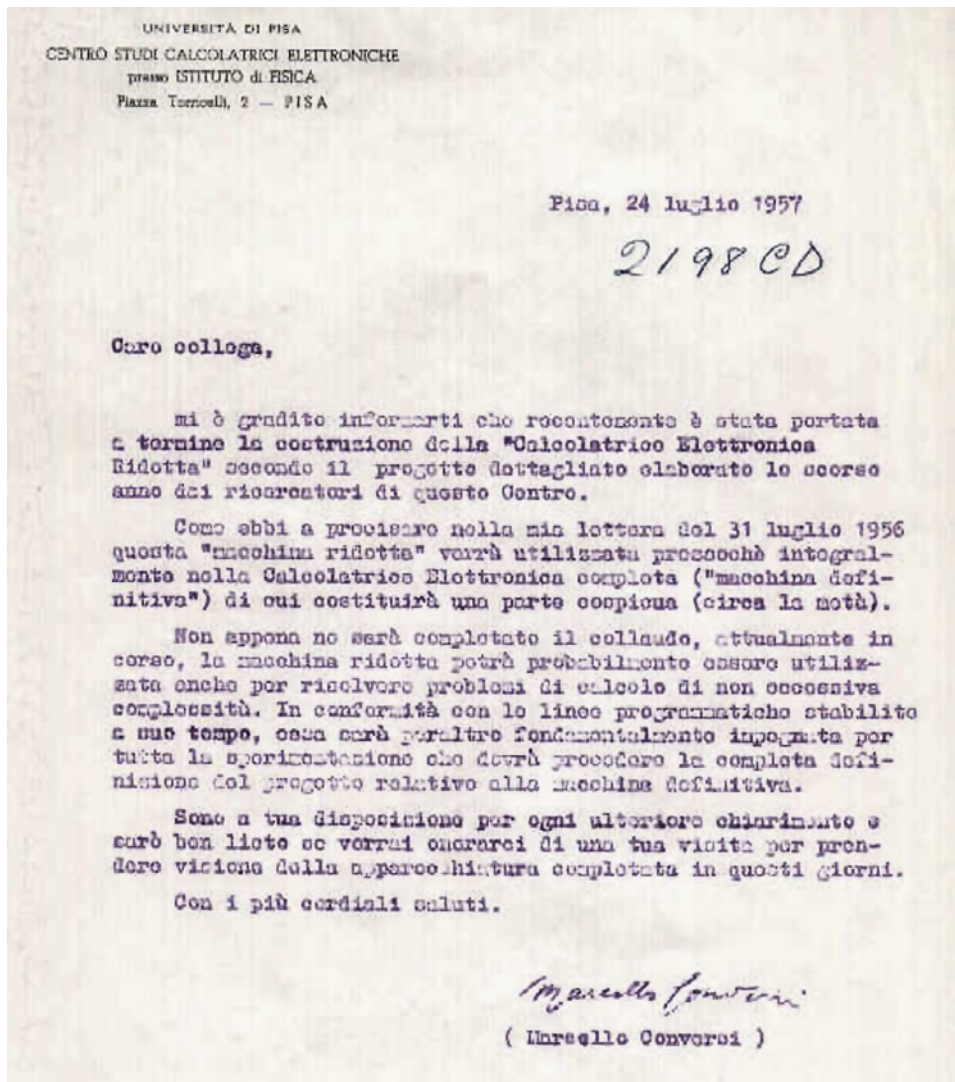 UNIVERSITÀ DI PISA
CENTRO STUDI CALCOLATRICI ELETTRONICHE
presso ISTITUTO di FISICA
Piazza Torricelli, 2 — PISA
Pisa, 24 luglio 1957
2198 CD
Caro collega,
mi è gradito informarti che recentemente è stata portata
a termine la costruzione della "Calcolatrice Elettronica
Ridotta" secondo il progetto dettagliato elaborato lo scorso
anno dai ricercatori di questo Centro.
Come ebbi a precisare nella mia lettera del 31 luglio 1956
questa "macchina ridotta" verrà utilizzata pressochè integral-
mente nella Calcolatrice Elettronica completa ("macchina defi-
nitiva") di cui costituirà una parte cospicua (circa la metà).
Non appena ne sarà completato il collaudo, attualmente in
corso, la macchina ridotta potrà probabilmente essere utiliz-
zata anche per risolvere problemi di calcolo di non eccessiva
complessità. In conformità con le linee programmatiche stabilite
a suo tempo, essa sarà peraltro fondamentalmente impegnata per
tutta la sperimentazione che dovrà precedere la completa defi-
nizione del progetto relativo alla macchina definitiva.
Sono a tua disposizione per ogni ulteriore chiarimento e
sarò ben lieto se vorrai onorarci di una tua visita per pren-
dere visione della apparecchiatura completata in questi giorni.
Con i più cordiali saluti.
Marcello Conversi
( Marcello Conversi )